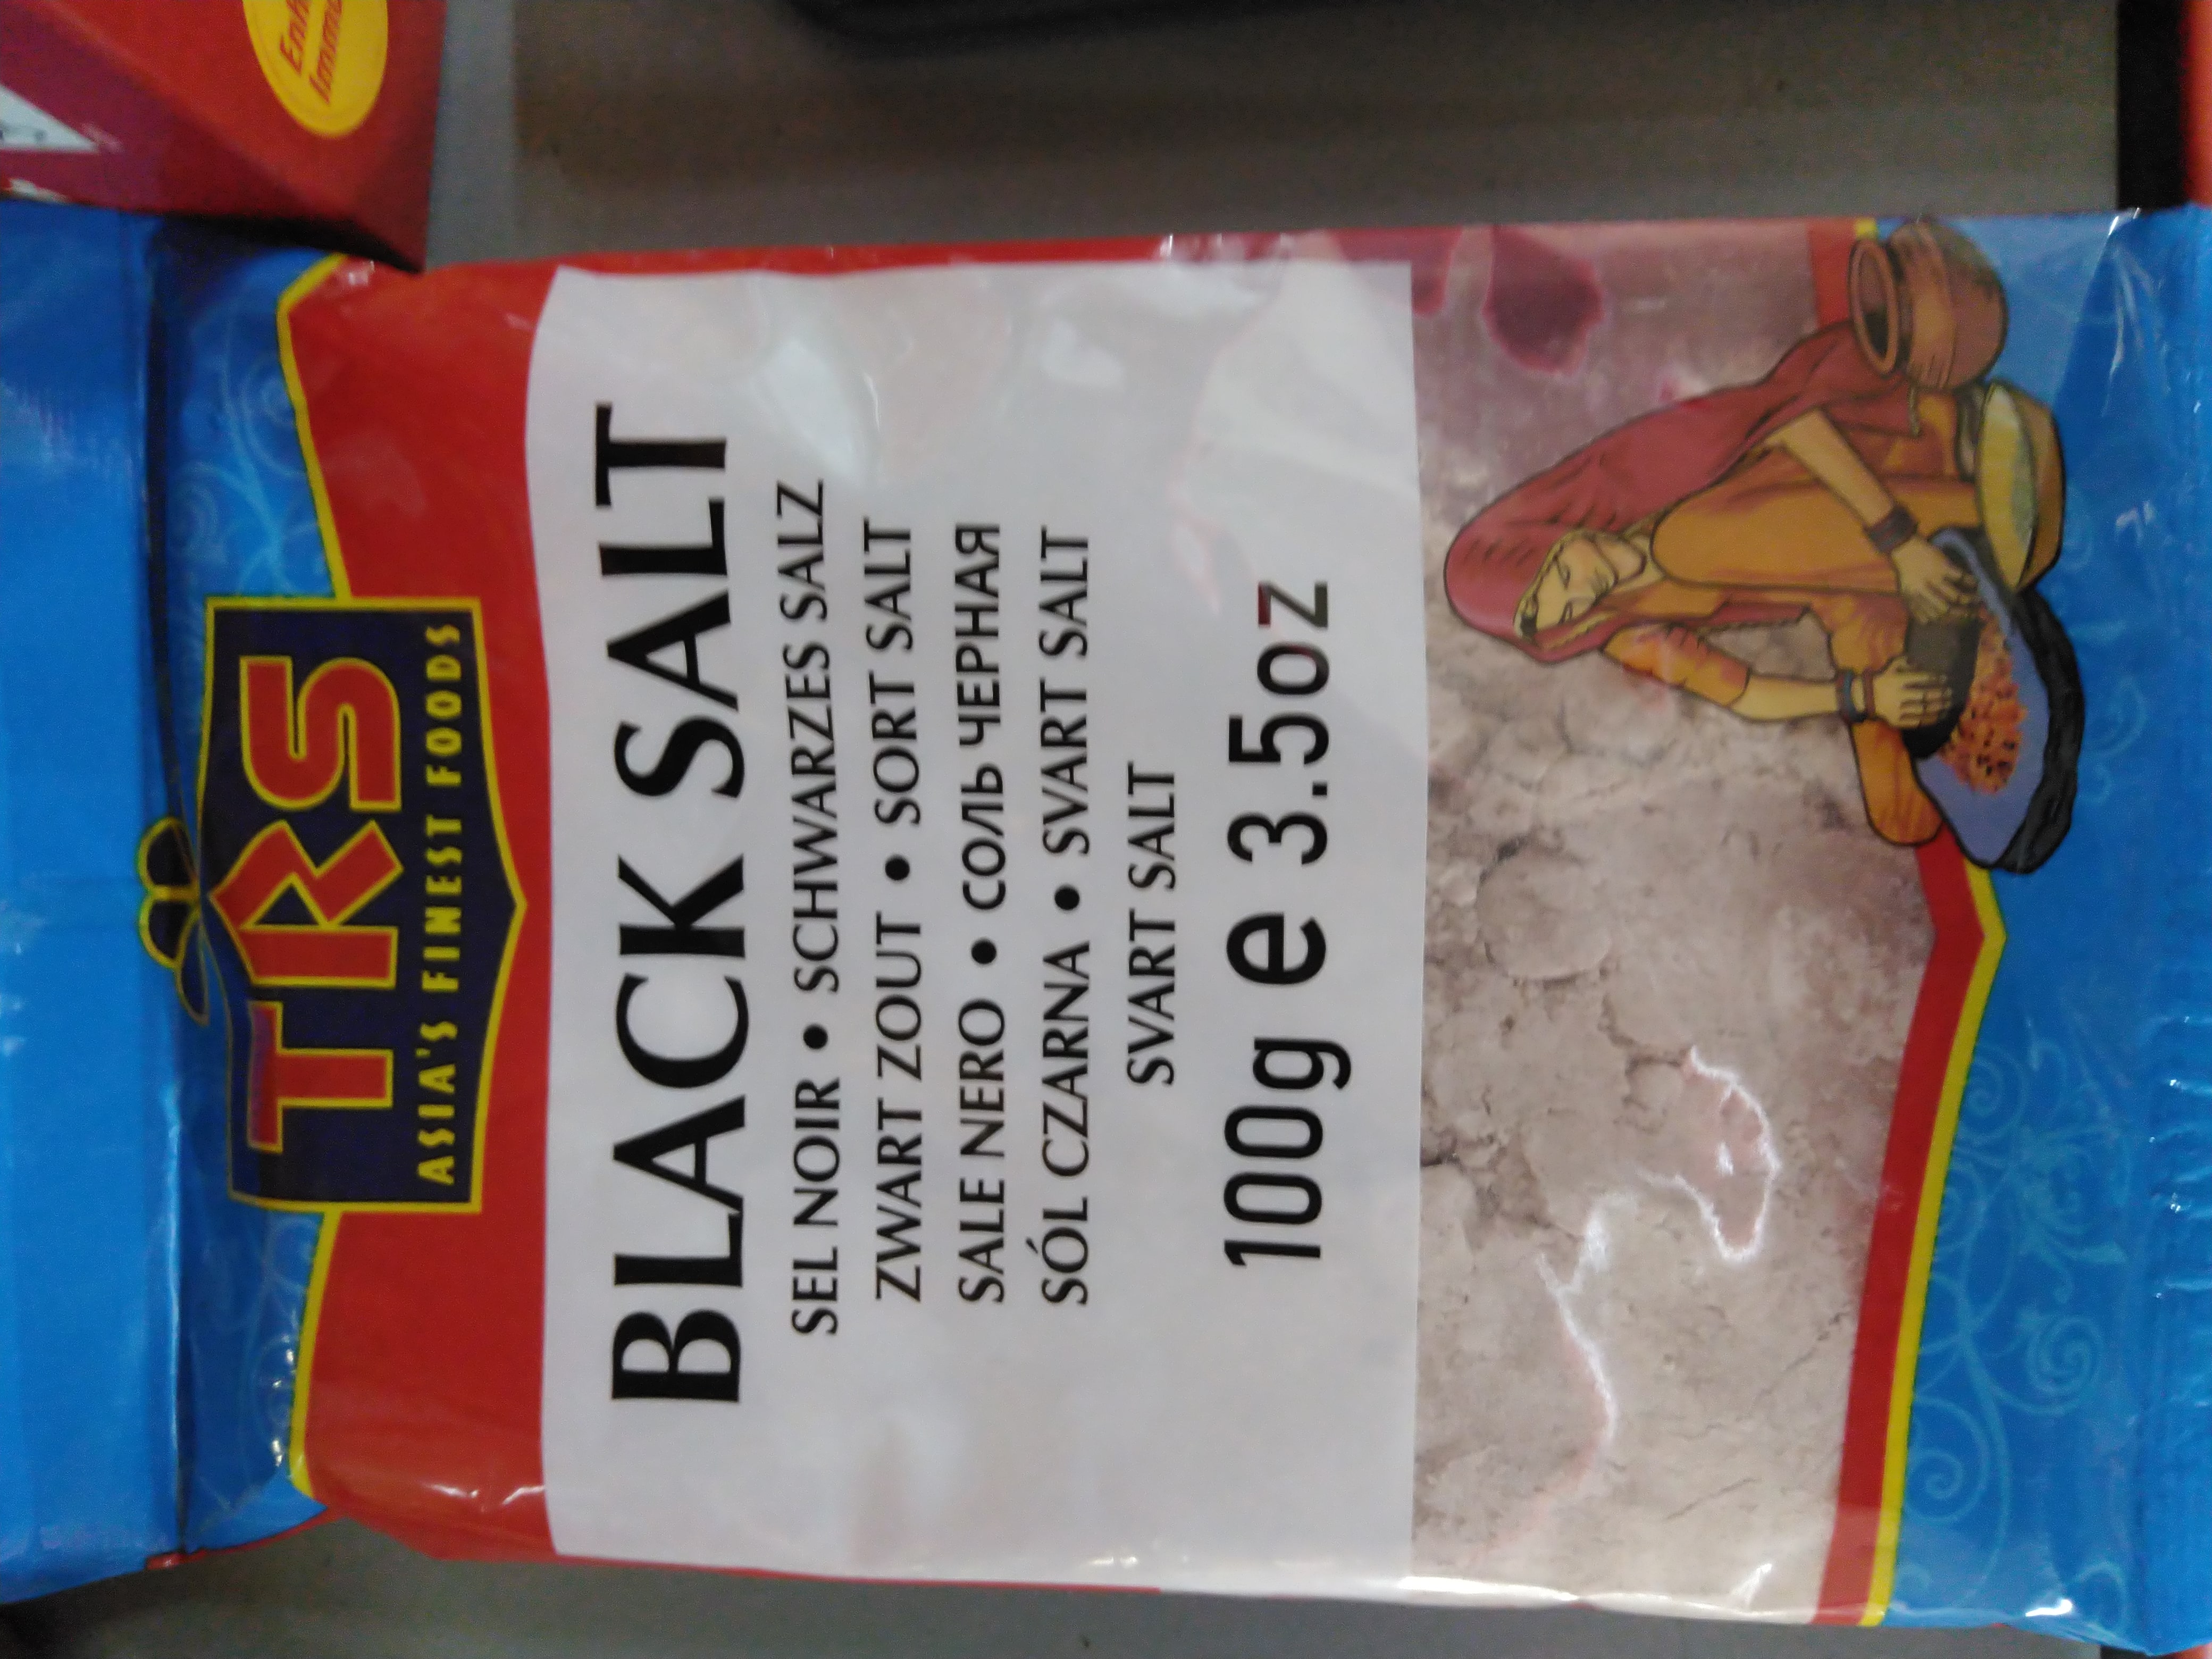 TRS
ASIA'S FINEST FOODS
BLACK SALT
SEL NOIR • SCHWARZES SALZ
ZWART ZOUT • SORT SALT
SALE NERO • СОЛЬ ЧЕРНАЯ
SÓL CZARNA • SVART SALT
SVART SALT
100g e 3.5oz